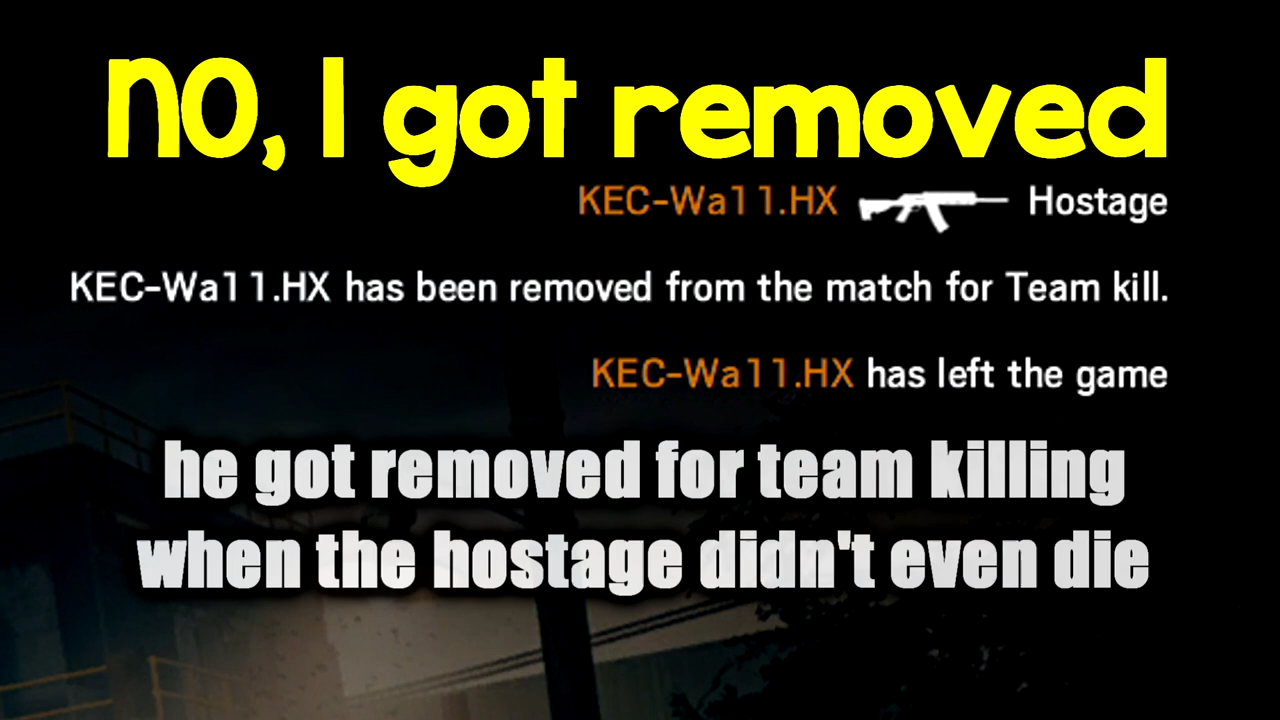 NO, I got removed
KEC-Wa11.HX Hostage
KEC-Wa11.HX has been removed from the match for Team kill.
KEC-Wa11.HX has left the game
he got removed for team killing
when the hostage didn't even die